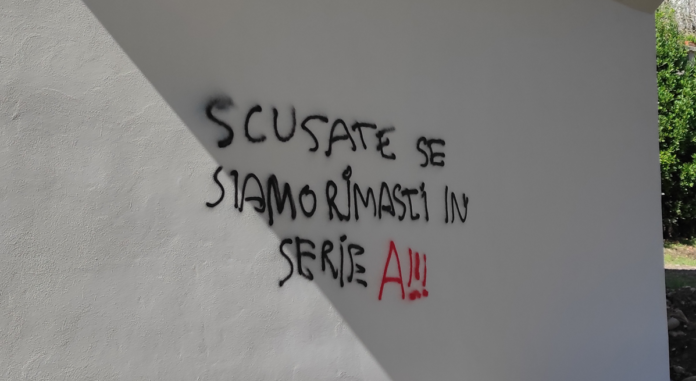 SCUSATE SE
SIAMO RIMASTI IN
SERIE A!!!